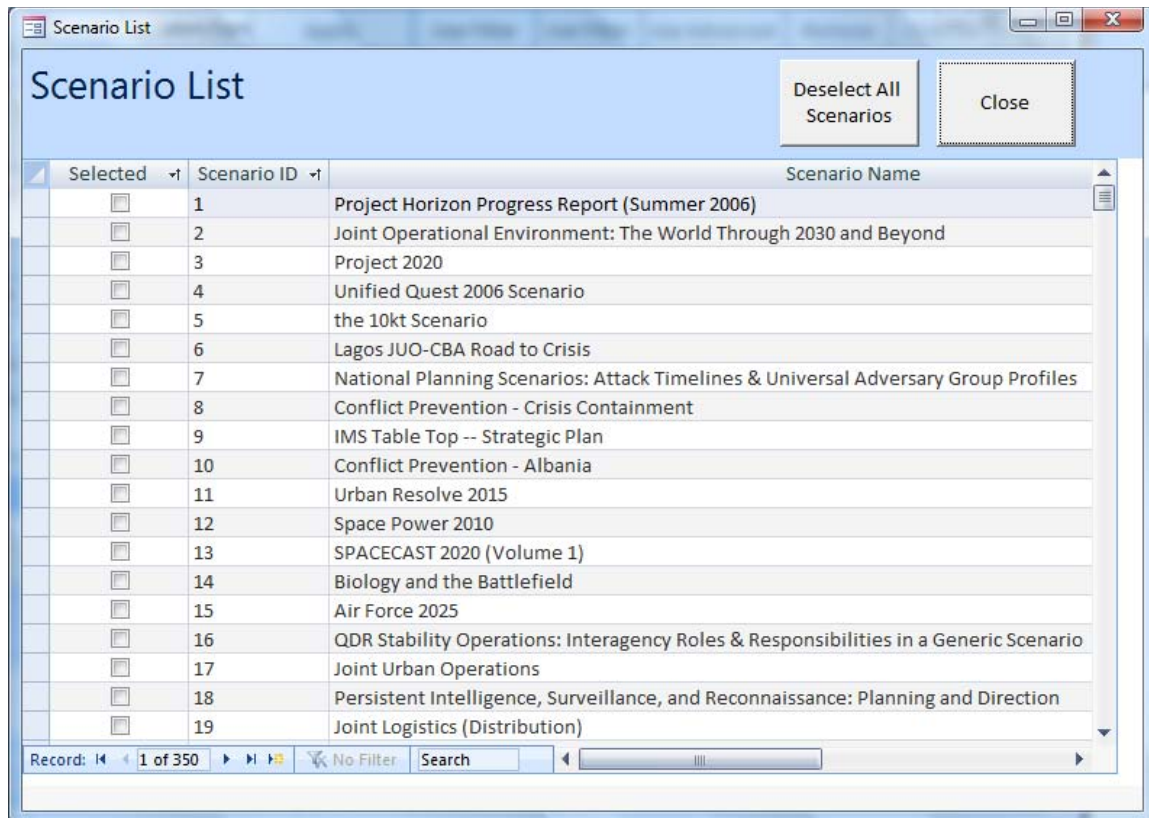 Scenario List
Scenario List
Deselect All
Scenarios
Close
Selected Scenario ID Scenario Name
1 Project Horizon Progress Report (Summer 2006)
2 Joint Operational Environment: The World Through 2030 and Beyond
3 Project 2020
4 Unified Quest 2006 Scenario
5 the 10kt Scenario
6 Lagos JUO-CBA Road to Crisis
7 National Planning Scenarios: Attack Timelines & Universal Adversary Group Profiles
8 Conflict Prevention - Crisis Containment
9 IMS Table Top -- Strategic Plan
10 Conflict Prevention - Albania
11 Urban Resolve 2015
12 Space Power 2010
13 SPACECAST 2020 (Volume 1)
14 Biology and the Battlefield
15 Air Force 2025
16 QDR Stability Operations: Interagency Roles & Responsibilities in a Generic Scenario
17 Joint Urban Operations
18 Persistent Intelligence, Surveillance, and Reconnaissance: Planning and Direction
19 Joint Logistics (Distribution)
Record: 1 of 350 No Filter Search